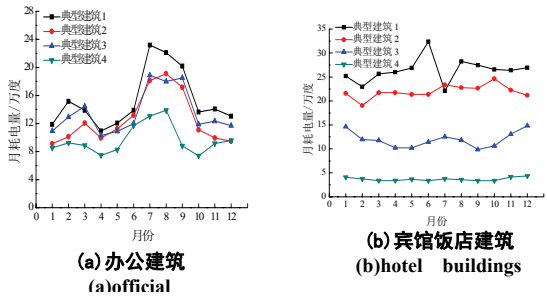 典型建筑1
典型建筑2
典型建筑3
典型建筑4
月耗电量/万度
28
24
20
16
12
8
4
0
0 1 2 3 4 5 6 7 8 9 10 11 12
月份
(a)办公建筑
(a)official
典型建筑1
典型建筑2
典型建筑3
典型建筑4
月耗电量/万度
35
30
25
20
15
10
5
0
0 1 2 3 4 5 6 7 8 9 10 11 12
月份
(b)宾馆饭店建筑
(b)hotel buildings